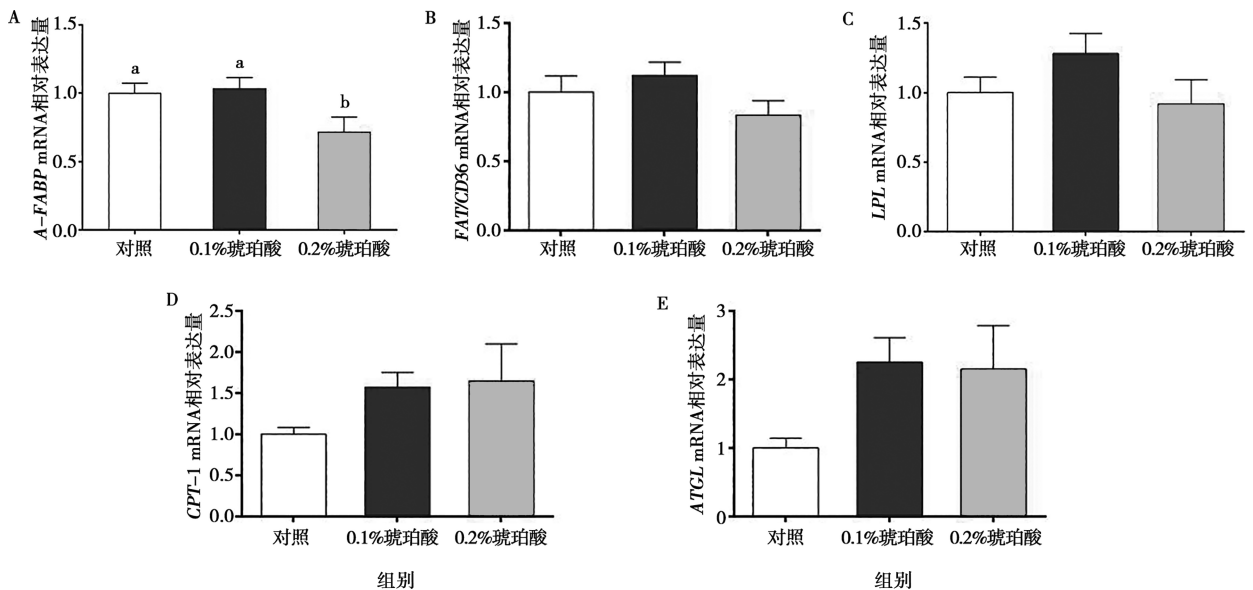 A
A-FABP mRNA相对表达量
1.5
1.0
0.5
0.0
a
a
b
对照
0.1%琥珀酸
0.2%琥珀酸
B
FAT/CD36 mRNA相对表达量
1.5
1.0
0.5
0.0
对照
0.1%琥珀酸
0.2%琥珀酸
C
LPL mRNA相对表达量
1.5
1.0
0.5
0.0
对照
0.1%琥珀酸
0.2%琥珀酸
D
CPT-1 mRNA相对表达量
2.5
2.0
1.5
1.0
0.5
0.0
对照
0.1%琥珀酸
0.2%琥珀酸
组别
E
ATGL mRNA相对表达量
3
2
1
0
对照
0.1%琥珀酸
0.2%琥珀酸
组别